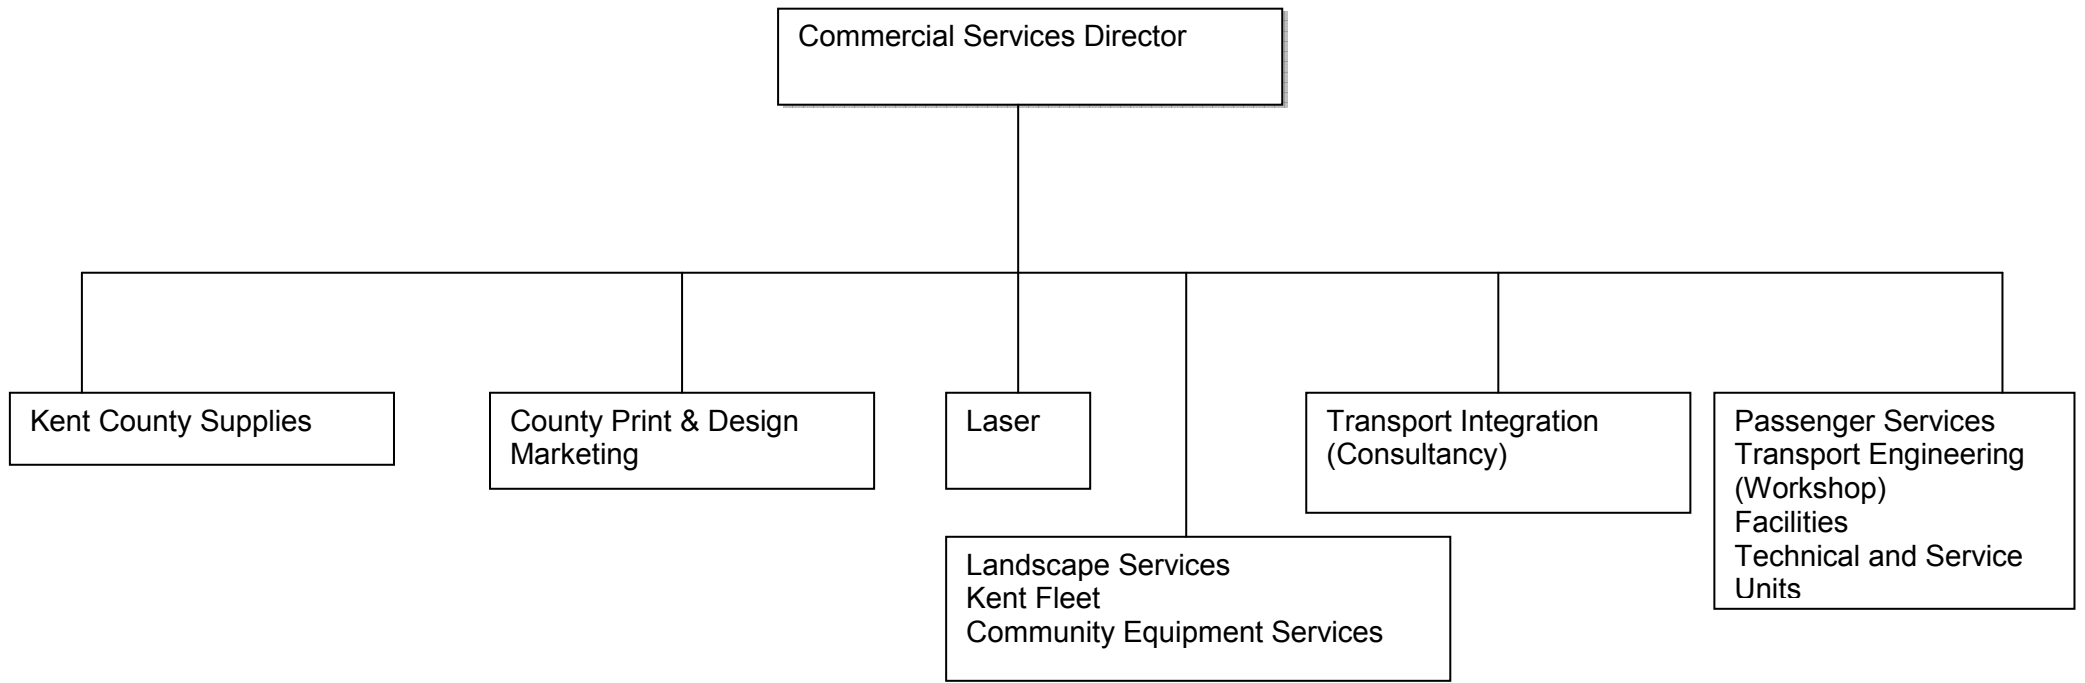 Commercial Services Director
Kent County Supplies
County Print & Design
Marketing
Laser
Transport Integration
(Consultancy)
Passenger Services
Transport Engineering
(Workshop)
Facilities
Technical and Service
Units
Landscape Services
Kent Fleet
Community Equipment Services